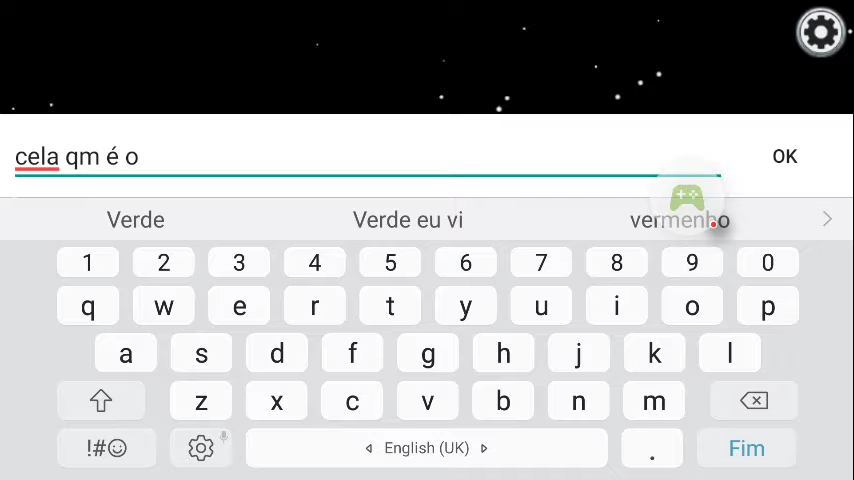 cela qm é o
OK
Verde
Verde eu vi
vermenho
1 2 3 4 5 6 7 8 9 0
q w e r t y u i o p
a s d f g h j k l
z x c v b n m
!#☺ English (UK) . Fim